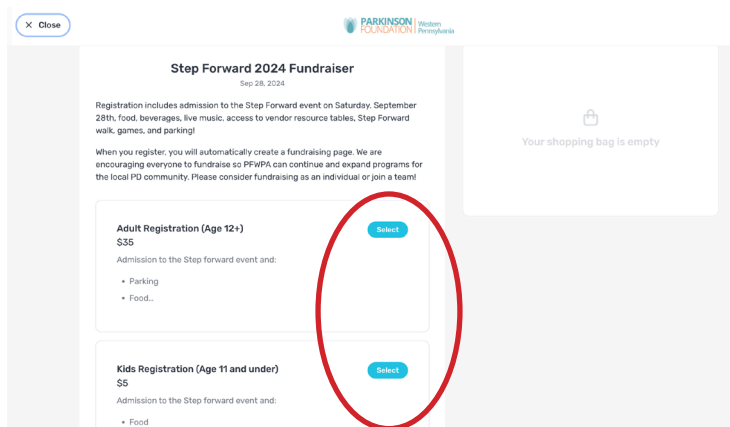 × Close
PARKINSON FOUNDATION Western Pennsylvania
Step Forward 2024 Fundraiser
Sep 28, 2024
Registration includes admission to the Step Forward event on Saturday, September
28th, food, beverages, live music, access to vendor resource tables, Step Forward
walk, games, and parking!
When you register, you will automatically create a fundraising page. We are
encouraging everyone to fundraise so PFWPA can continue and expand programs for
the local PD community. Please consider fundraising as an individual or join a team!
Your shopping bag is empty
Adult Registration (Age 12+)
Select
$35
Admission to the Step forward event and:
• Parking
• Food...
Kids Registration (Age 11 and under)
Select
$5
Admission to the Step forward event and:
• Food